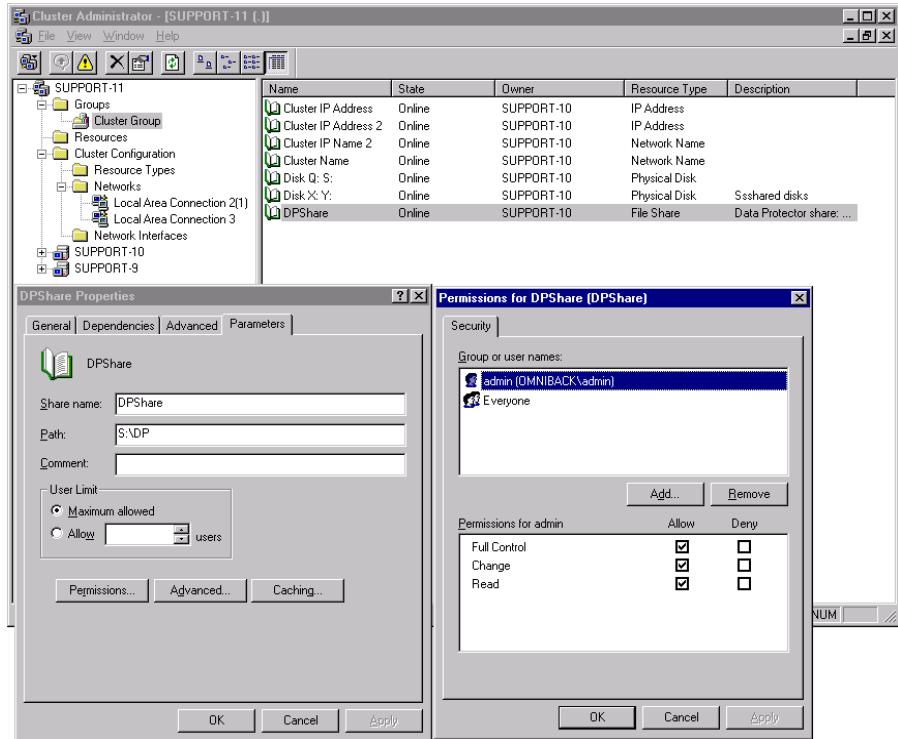 Cluster Administrator - [SUPPORT-11 (.)]
File View Window Help
SUPPORT-11
Groups
Cluster Group
Resources
Cluster Configuration
Resource Types
Networks
Local Area Connection 2(1)
Local Area Connection 3
Network Interfaces
SUPPORT-10
SUPPORT-9
Name State Owner Resource Type Description
Cluster IP Address Online SUPPORT-10 IP Address
Cluster IP Address 2 Online SUPPORT-10 IP Address
Cluster IP Name 2 Online SUPPORT-10 Network Name
Cluster Name Online SUPPORT-10 Network Name
Disk Q: S: Online SUPPORT-10 Physical Disk
Disk X: Y: Online SUPPORT-10 Physical Disk Ssshared disks
DPShare Online SUPPORT-10 File Share Data Protector share: ...
DPShare Properties
General Dependencies Advanced Parameters
DPShare
Share name: DPShare
Path: S:\DP
Comment:
User Limit
Maximum allowed
Allow users
Permissions... Advanced... Caching...
OK Cancel Apply
Permissions for DPShare (DPShare)
Security
Group or user names:
admin (OMNIBACK\admin)
Everyone
Add... Remove
Permissions for admin Allow Deny
Full Control
Change
Read
OK Cancel Apply
NUM